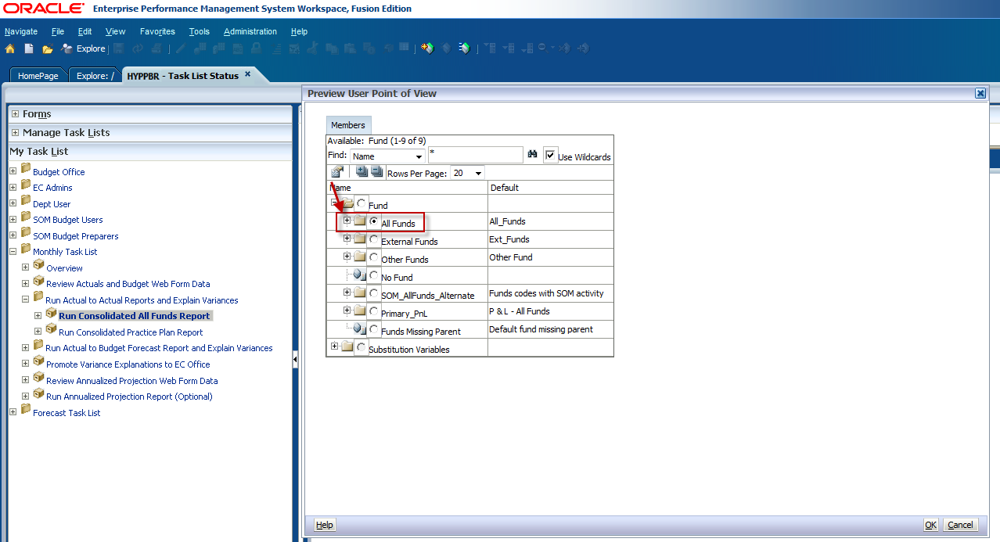 ORACLE® Enterprise Performance Management System Workspace, Fusion Edition
Navigate File Edit View Favorites Tools Administration Help
Explore
HomePage Explore: / HYPPBR - Task List Status
Forms
Manage Task Lists
My Task List
Budget Office
EC Admins
Dept User
SOM Budget Users
SOM Budget Preparers
Monthly Task List
Overview
Review Actuals and Budget Web Form Data
Run Actual to Actual Reports and Explain Variances
Run Consolidated All Funds Report
Run Consolidated Practice Plan Report
Run Actual to Budget Forecast Report and Explain Variances
Promote Variance Explanations to EC Office
Review Annualized Projection Web Form Data
Run Annualized Projection Report (Optional)
Forecast Task List
Preview User Point of View
Members
Available: Fund (1-9 of 9)
Find: Name * Use Wildcards
Rows Per Page: 20
Name Default
Fund
All Funds All_Funds
External Funds Ext_Funds
Other Funds Other Fund
No Fund
SOM_AllFunds_Alternate Funds codes with SOM activity
Primary_PnL P & L - All Funds
Funds Missing Parent Default fund missing parent
Substitution Variables
Help OK Cancel